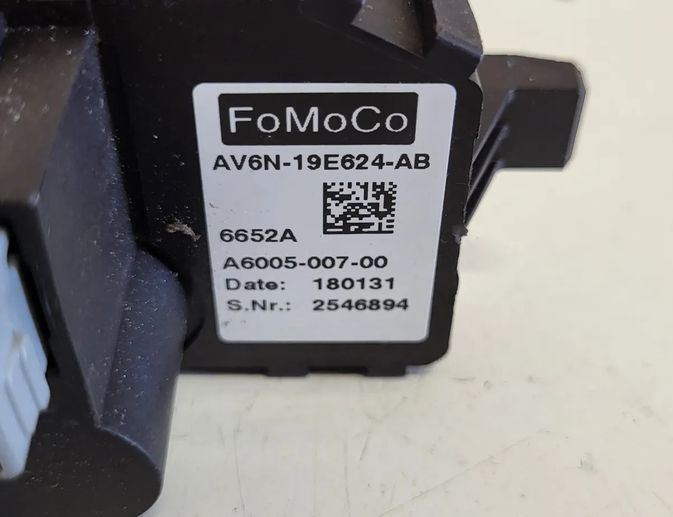 FoMoCo
AV6N-19E624-AB
6652A
A6005-007-00
Date: 180131
S.Nr.: 2546894